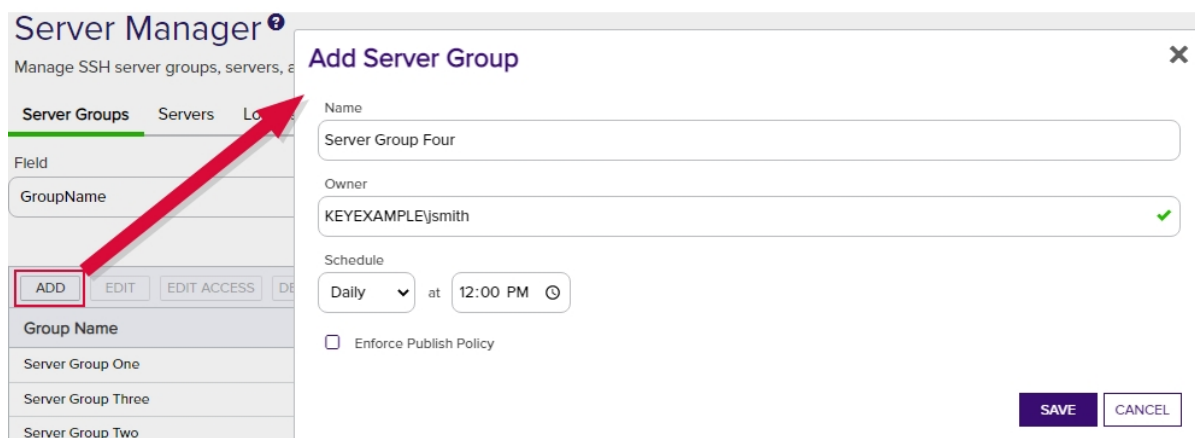 Server Manager ?
Manage SSH server groups, servers, a
Server Groups Servers Lo
Field
GroupName
ADD EDIT EDIT ACCESS DE
Group Name
Server Group One
Server Group Three
Server Group Two
Add Server Group
Name
Server Group Four
Owner
KEYEXAMPLE\jsmith
Schedule
Daily at 12:00 PM
Enforce Publish Policy
SAVE CANCEL